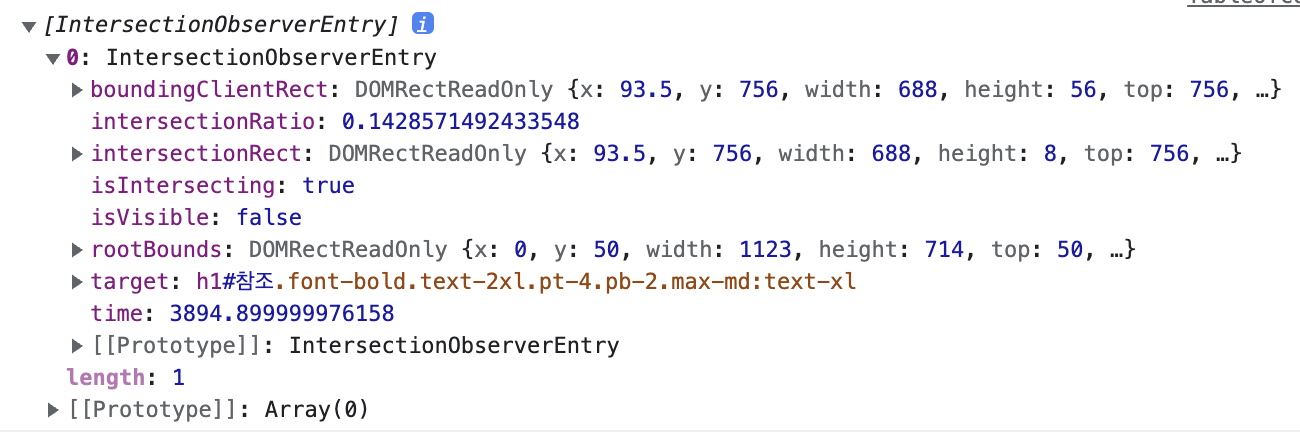 [IntersectionObserverEntry] i
0: IntersectionObserverEntry
boundingClientRect: DOMRectReadOnly {x: 93.5, y: 756, width: 688, height: 56, top: 756, …}
intersectionRatio: 0.1428571492433548
intersectionRect: DOMRectReadOnly {x: 93.5, y: 756, width: 688, height: 8, top: 756, …}
isIntersecting: true
isVisible: false
rootBounds: DOMRectReadOnly {x: 0, y: 50, width: 1123, height: 714, top: 50, …}
target: h1#참조.font-bold.text-2xl.pt-4.pb-2.max-md:text-xl
time: 3894.899999976158
[[Prototype]]: IntersectionObserverEntry
length: 1
[[Prototype]]: Array(0)